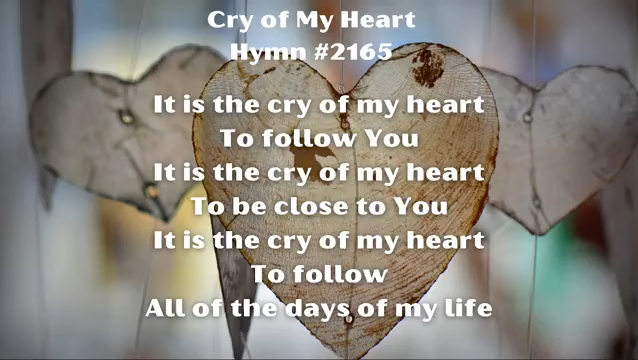 Cry of My Heart
Hymn #2165
It is the cry of my heart
To follow You
It is the cry of my heart
To be close to You
It is the cry of my heart
To follow
All of the days of my life